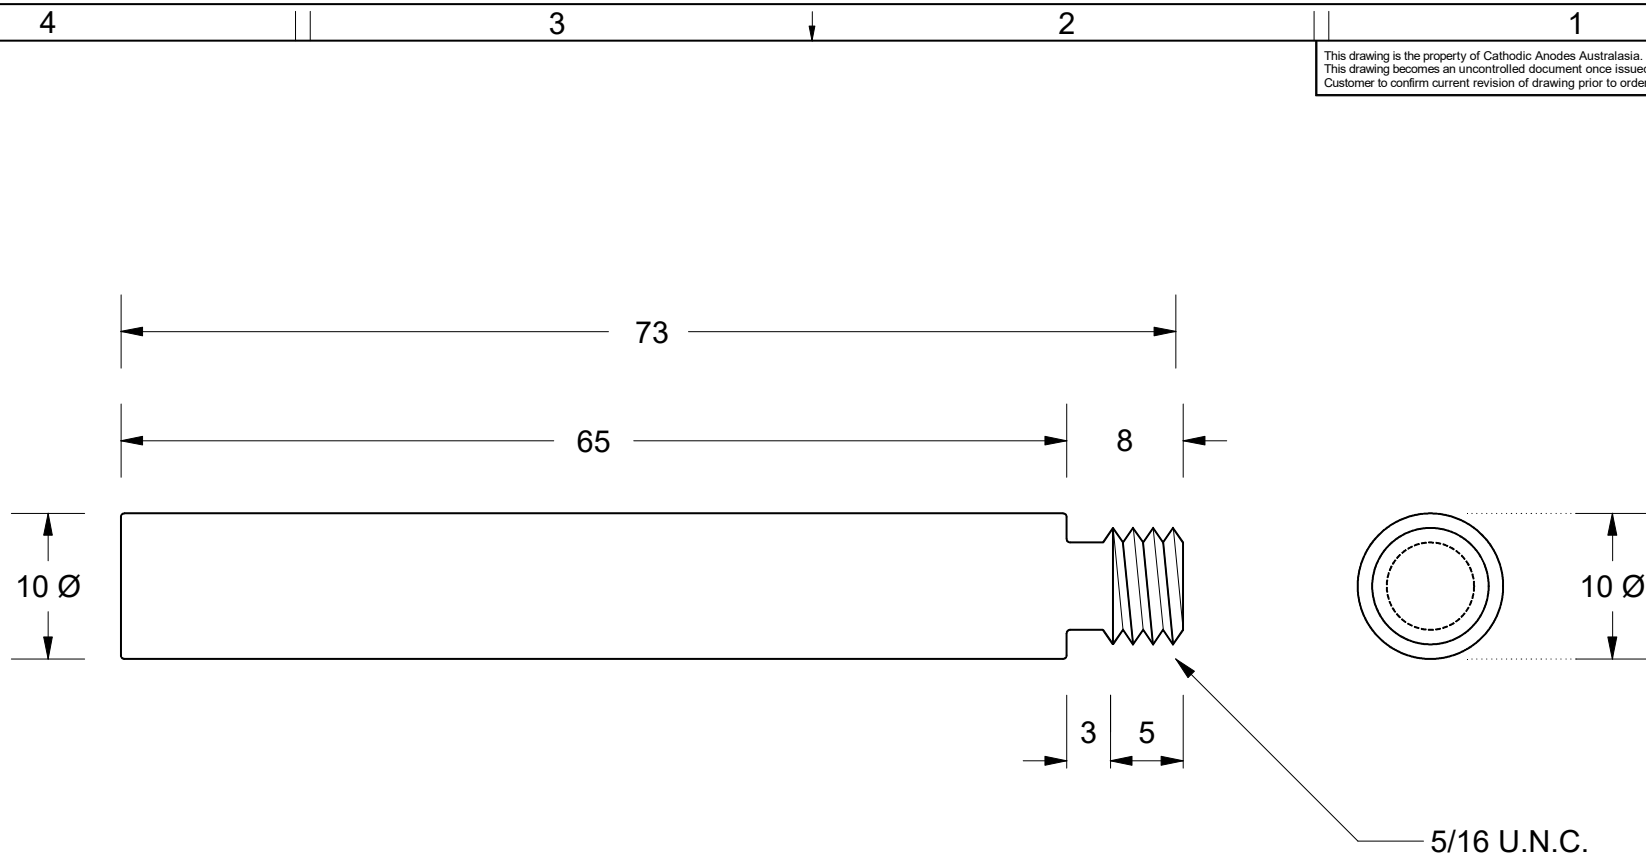 4 3 2 1
This drawing is the property of Cathodic Anodes Australasia.
This drawing becomes an uncontrolled document once issued
Customer to confirm current revision of drawing prior to order
73
65 8
10 Ø 10 Ø
3 5
5/16 U.N.C.